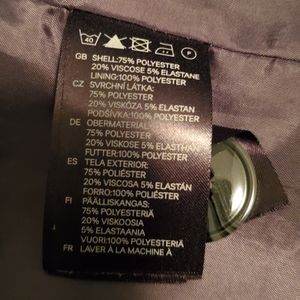 40
P
GB SHELL:75% POLYESTER
20% VISCOSE 5% ELASTANE
LINING:100% POLYESTER
CZ SVRCHNÍ LÁTKA:
75% POLYESTER
20% VISKÓZA 5% ELASTAN
PODŠÍVKA:100% POLYESTER
DE OBERMATERIAL:
75% POLYESTER
20% VISKOSE 5% ELASTHAN
FUTTER:100% POLYESTER
ES TELA EXTERIOR:
75% POLIÉSTER
20% VISCOSA 5% ELASTÁN
FORRO:100% POLIÉSTER
FI PÄÄLLISKANGAS:
75% POLYESTERIÄ
20% VISKOOSIA
5% ELASTAANIA
VUORI:100% POLYESTERIÄ
FR LAVER À LA MACHINE À